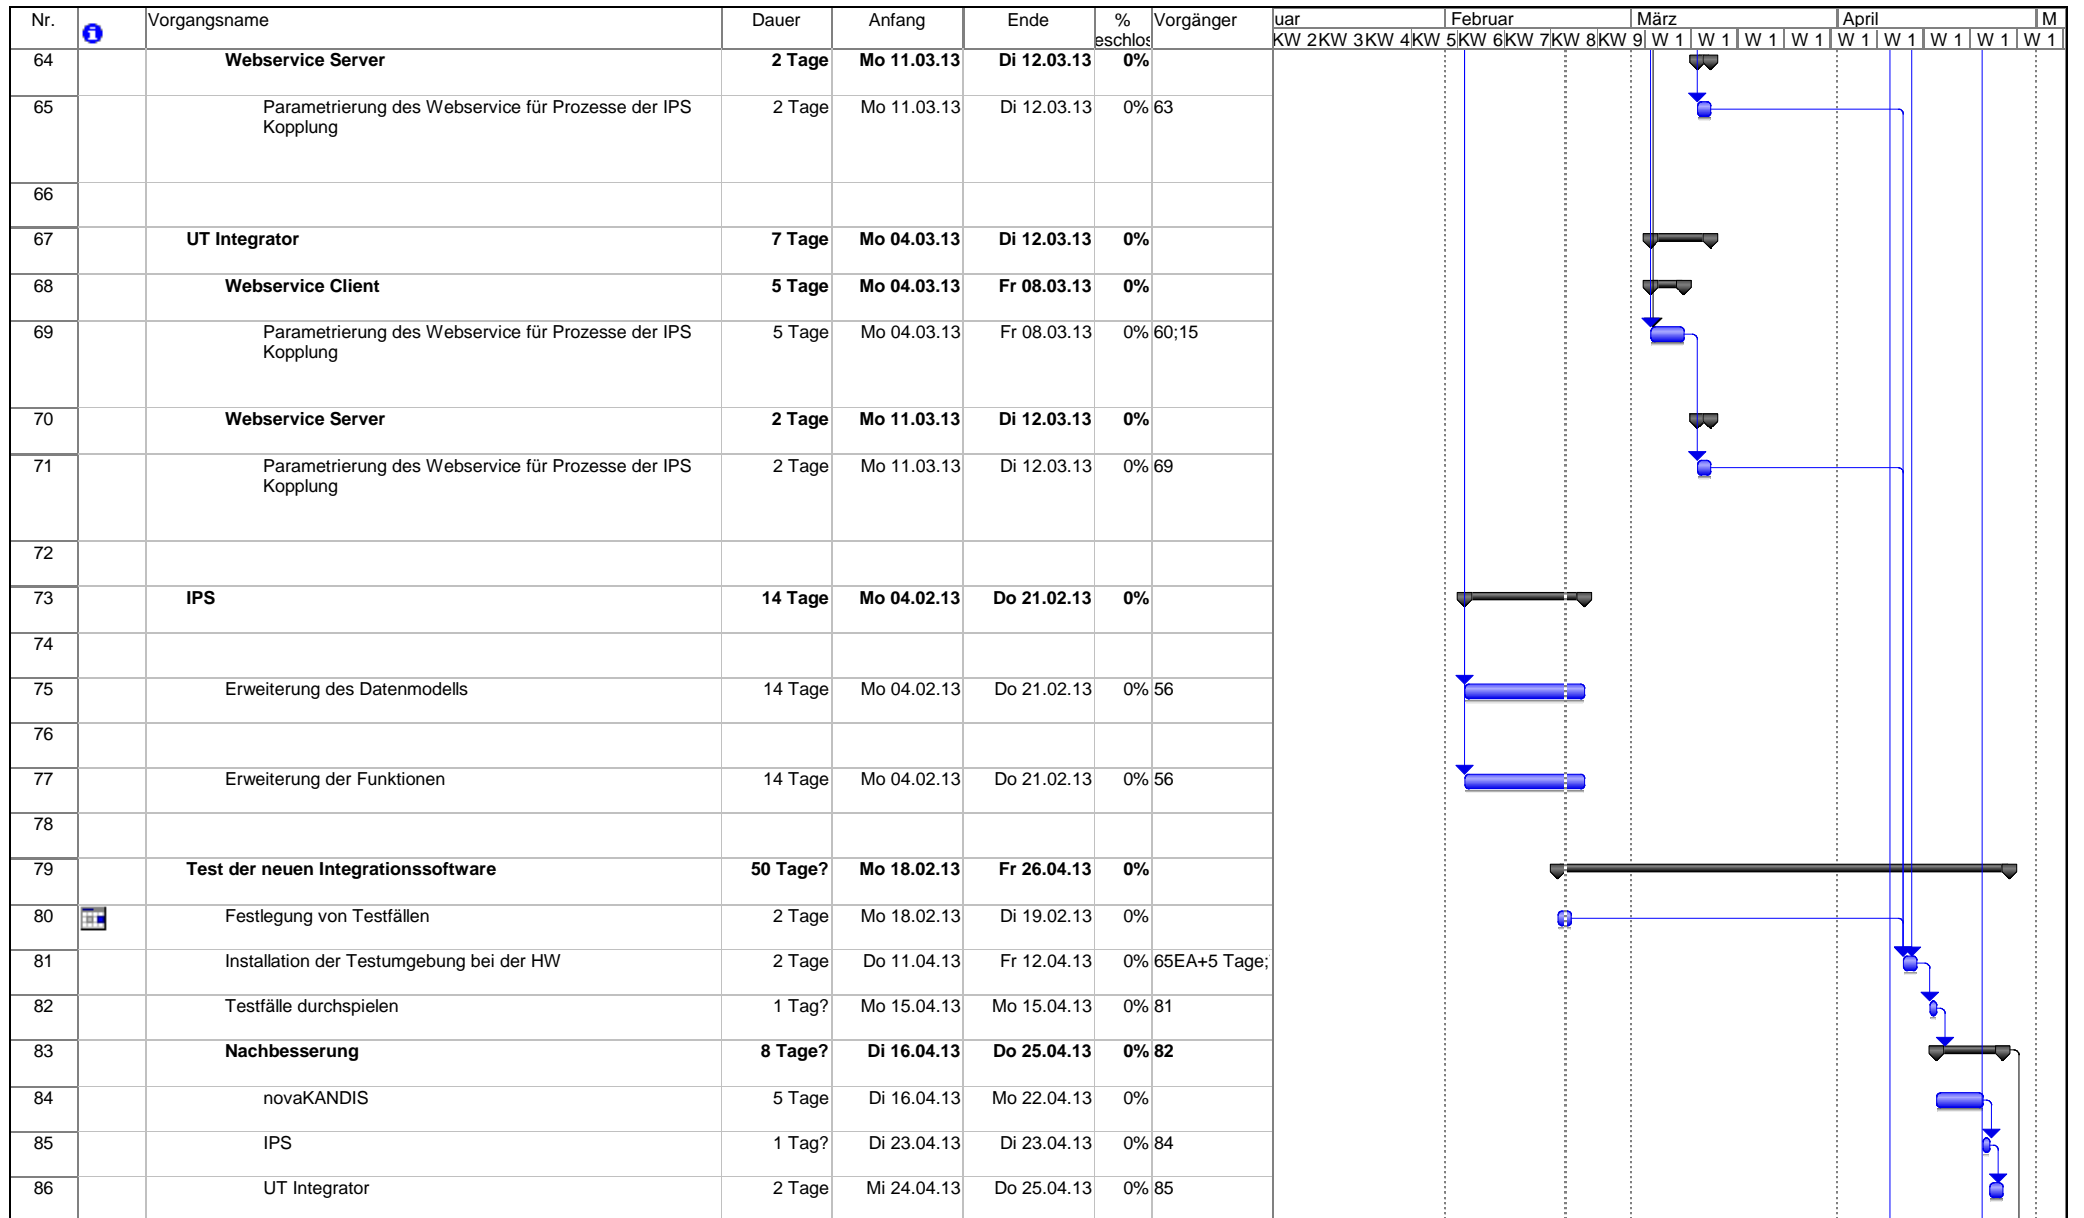 Nr. Vorgangsname Dauer Anfang Ende % Vorgänger uar Februar März April M
eschlos KW 2 KW 3 KW 4 KW 5 KW 6 KW 7 KW 8 KW 9 W 1 W 1 W 1 W 1 W 1 W 1 W 1 W 1 W 1
64 Webservice Server 2 Tage Mo 11.03.13 Di 12.03.13 0%
65 Parametrierung des Webservice für Prozesse der IPS 2 Tage Mo 11.03.13 Di 12.03.13 0% 63
Kopplung
66
67 UT Integrator 7 Tage Mo 04.03.13 Di 12.03.13 0%
68 Webservice Client 5 Tage Mo 04.03.13 Fr 08.03.13 0%
69 Parametrierung des Webservice für Prozesse der IPS 5 Tage Mo 04.03.13 Fr 08.03.13 0% 60;15
Kopplung
70 Webservice Server 2 Tage Mo 11.03.13 Di 12.03.13 0%
71 Parametrierung des Webservice für Prozesse der IPS 2 Tage Mo 11.03.13 Di 12.03.13 0% 69
Kopplung
72
73 IPS 14 Tage Mo 04.02.13 Do 21.02.13 0%
74
75 Erweiterung des Datenmodells 14 Tage Mo 04.02.13 Do 21.02.13 0% 56
76
77 Erweiterung der Funktionen 14 Tage Mo 04.02.13 Do 21.02.13 0% 56
78
79 Test der neuen Integrationssoftware 50 Tage? Mo 18.02.13 Fr 26.04.13 0%
80 Festlegung von Testfällen 2 Tage Mo 18.02.13 Di 19.02.13 0%
81 Installation der Testumgebung bei der HW 2 Tage Do 11.04.13 Fr 12.04.13 0% 65EA+5 Tage;
82 Testfälle durchspielen 1 Tag? Mo 15.04.13 Mo 15.04.13 0% 81
83 Nachbesserung 8 Tage? Di 16.04.13 Do 25.04.13 0% 82
84 novaKANDIS 5 Tage Di 16.04.13 Mo 22.04.13 0%
85 IPS 1 Tag? Di 23.04.13 Di 23.04.13 0% 84
86 UT Integrator 2 Tage Mi 24.04.13 Do 25.04.13 0% 85